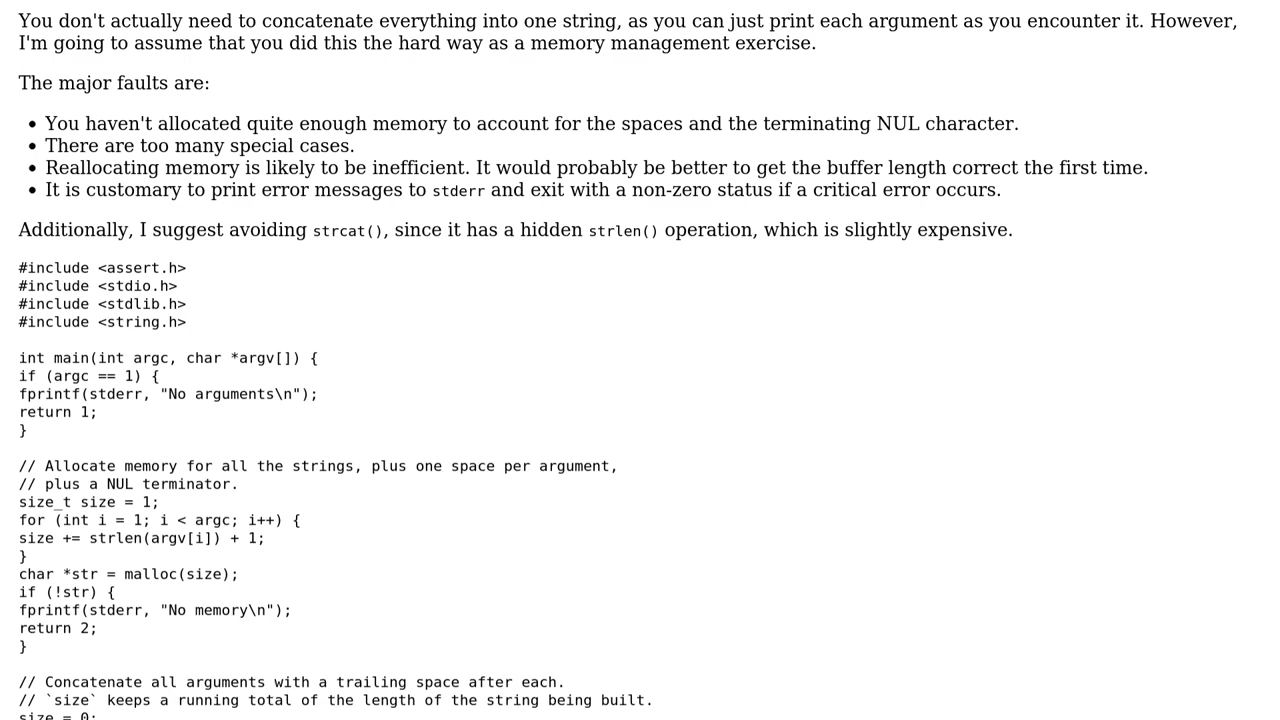 You don't actually need to concatenate everything into one string, as you can just print each argument as you encounter it. However,
I'm going to assume that you did this the hard way as a memory management exercise.
The major faults are:
• You haven't allocated quite enough memory to account for the spaces and the terminating NUL character.
• There are too many special cases.
• Reallocating memory is likely to be inefficient. It would probably be better to get the buffer length correct the first time.
• It is customary to print error messages to stderr and exit with a non-zero status if a critical error occurs.
Additionally, I suggest avoiding strcat(), since it has a hidden strlen() operation, which is slightly expensive.
#include <assert.h>
#include <stdio.h>
#include <stdlib.h>
#include <string.h>
int main(int argc, char *argv[]) {
if (argc == 1) {
fprintf(stderr, "No arguments\n");
return 1;
}
// Allocate memory for all the strings, plus one space per argument,
// plus a NUL terminator.
size_t size = 1;
for (int i = 1; i < argc; i++) {
size += strlen(argv[i]) + 1;
}
char *str = malloc(size);
if (!str) {
fprintf(stderr, "No memory\n");
return 2;
}
// Concatenate all arguments with a trailing space after each.
// `size` keeps a running total of the length of the string being built.
size = 0;